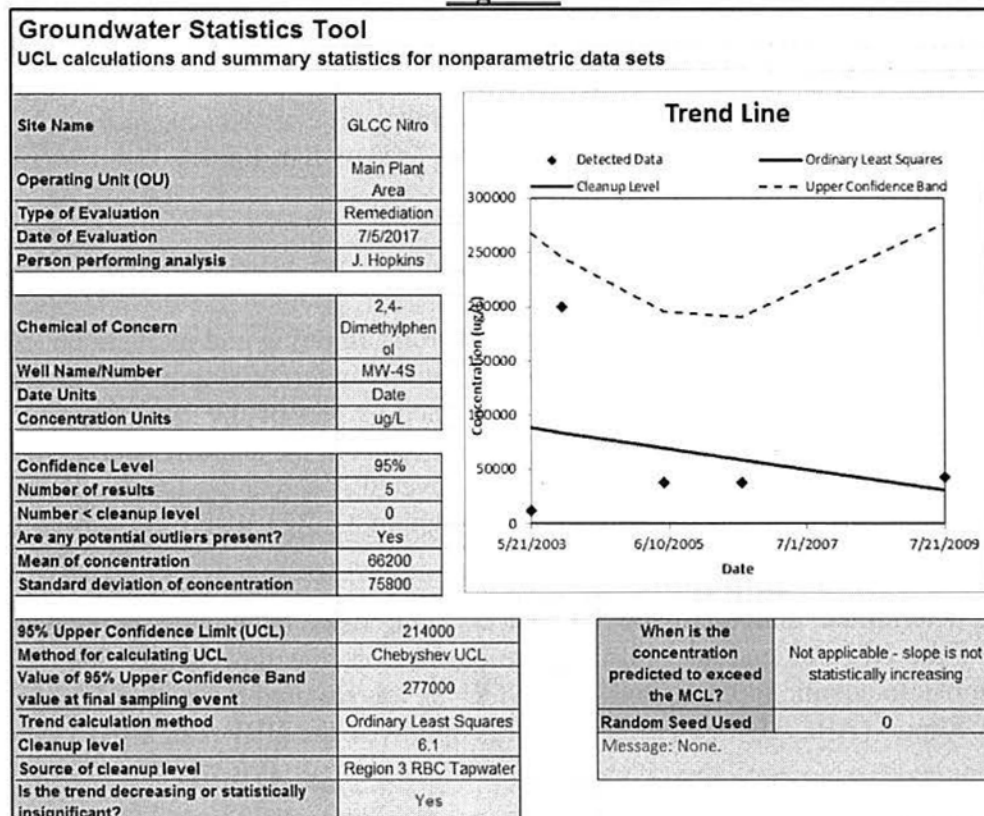 Groundwater Statistics Tool
UCL calculations and summary statistics for nonparametric data sets
Site Name GLCC Nitro
Operating Unit (OU) Main Plant
Area
Type of Evaluation Remediation
Date of Evaluation 7/5/2017
Person performing analysis J. Hopkins
Chemical of Concern 2,4-
Dimethylphen
ol
Well Name/Number MW-4S
Date Units Date
Concentration Units ug/L
Confidence Level 95%
Number of results 5
Number < cleanup level 0
Are any potential outliers present? Yes
Mean of concentration 66200
Standard deviation of concentration 75800
Trend Line
Detected Data Ordinary Least Squares
Cleanup Level Upper Confidence Band
Concentration (ug/L)
300000
250000
200000
150000
100000
50000
0
5/21/2003 6/10/2005 7/1/2007 7/21/2009
Date
95% Upper Confidence Limit (UCL) 214000
Method for calculating UCL Chebyshev UCL
Value of 95% Upper Confidence Band
value at final sampling event 277000
Trend calculation method Ordinary Least Squares
Cleanup level 6.1
Source of cleanup level Region 3 RBC Tapwater
Is the trend decreasing or statistically
insignificant? Yes
When is the
concentration
predicted to exceed
the MCL?
Not applicable - slope is not
statistically increasing
Random Seed Used 0
Message: None.